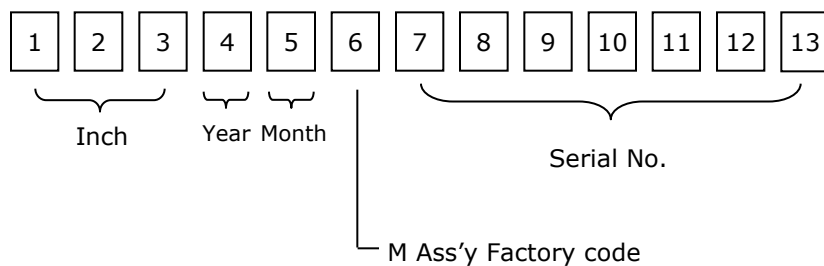 1 2 3 4 5 6 7 8 9 10 11 12 13
Inch Year Month
Serial No.
M Ass’y Factory code